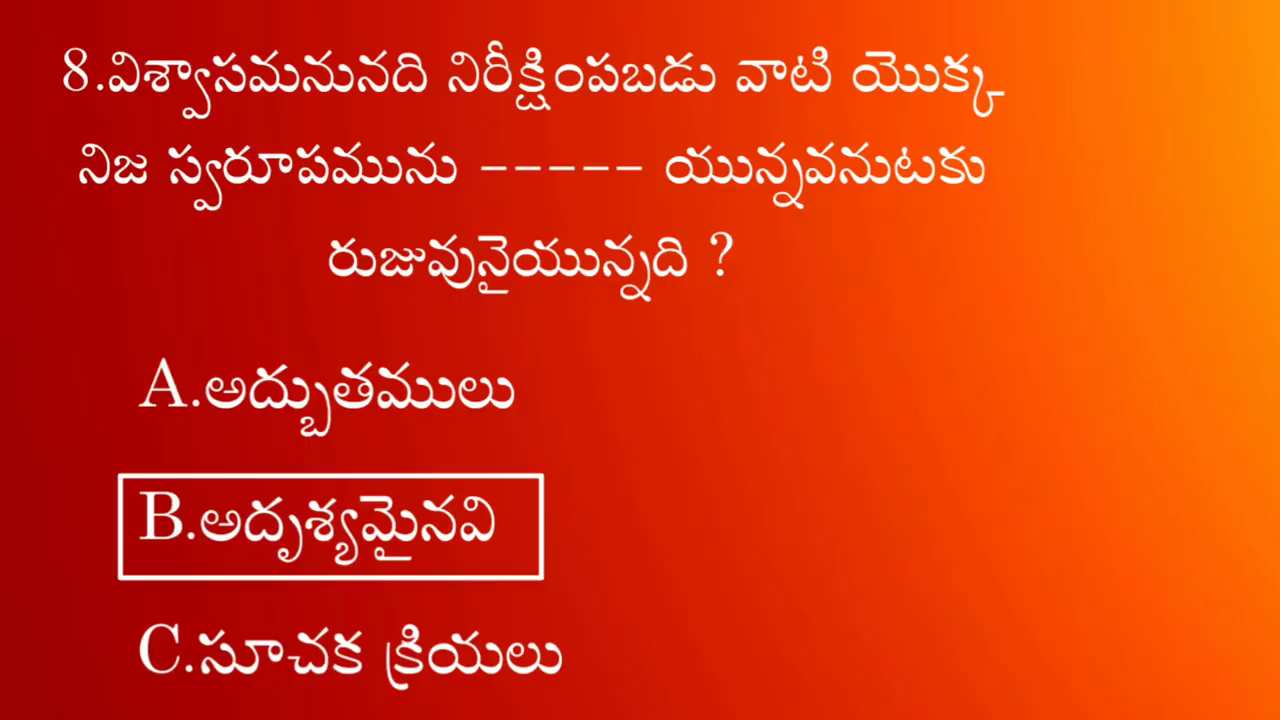 8.విశ్వాసమనునది నిరీక్షింపబడు వాటి యొక్క
నిజ స్వరూపమును ----- యున్నవనుటకు
రుజువునైయున్నది ?
A.అద్బుతములు
B.అదృశ్యమైనవి
C.సూచక క్రియలు